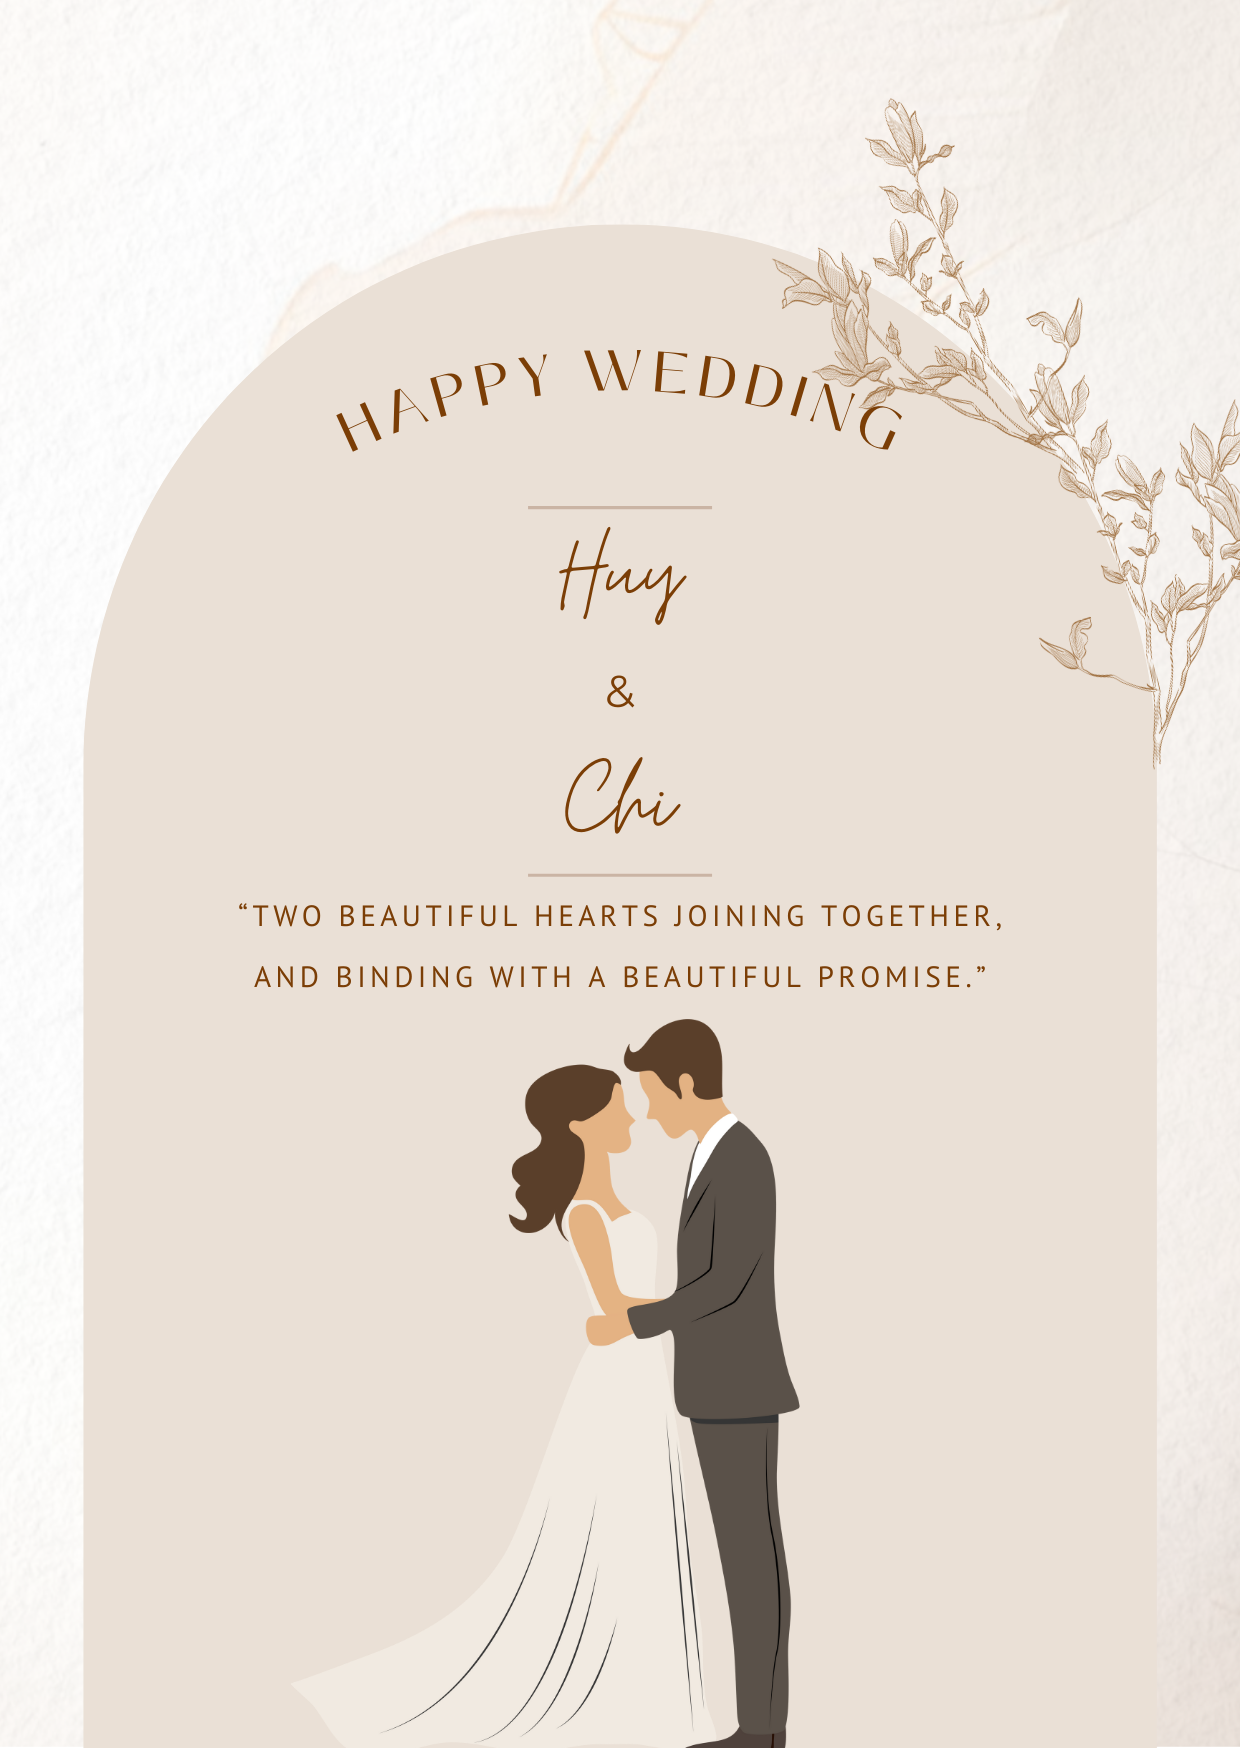 HAPPY WEDDING
Huy
&
Chi
“TWO BEAUTIFUL HEARTS JOINING TOGETHER,
AND BINDING WITH A BEAUTIFUL PROMISE.”